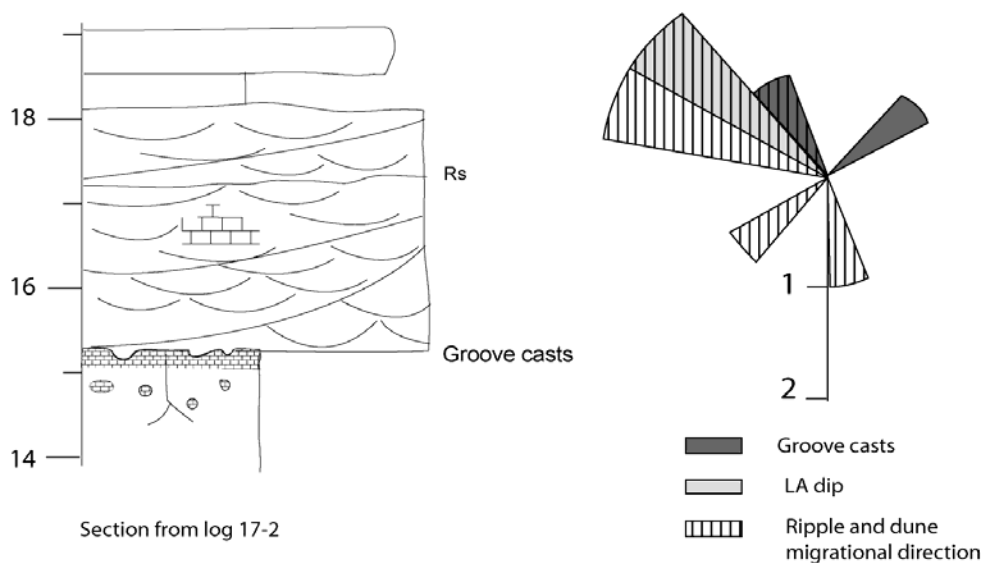 18
Rs
16
Groove casts
14
Section from log 17-2
1
2
Groove casts
LA dip
Ripple and dune
migrational direction